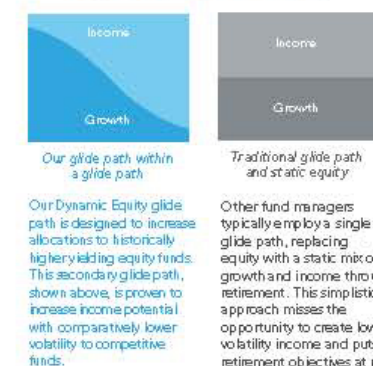 Income
Growth
Our glide path within
a glide path
Our Dynamic Equity glide
path is designed to increase
allocations to historically
higher yielding equity funds.
This secondary glide path,
shown above, is proven to
increase income potential
with comparatively lower
volatility to competitive
funds.
Income
Growth
Traditional glide path
and static equity
Other fund managers
typically employ a single
glide path, replacing
equity with a static mix o
growth and income throu
retirement. This simplistic
approach misses the
opportunity to create low
volatility income and puts
retirement objectives at